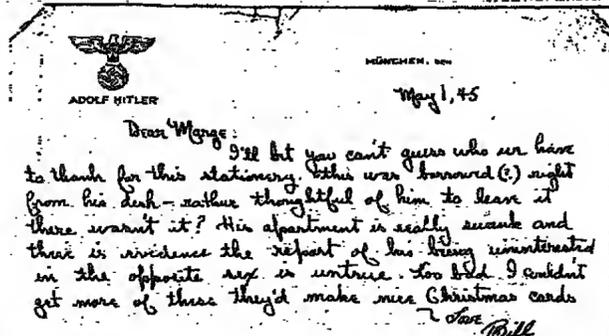 ADOLF HITLER
MÜNCHEN, DEN
May 1, 45
Dear Marge:
I'll bet you can't guess who we have
to thank for this stationery. This was borrowed (?) right
from his desk – rather thoughtful of him to leave it
there wasn't it? His apartment is really swank and
there is evidence the report of his being uninterested
in the opposite sex is untrue. Too bad I couldn't
get more of these they'd make nice Christmas cards
Love
Bill